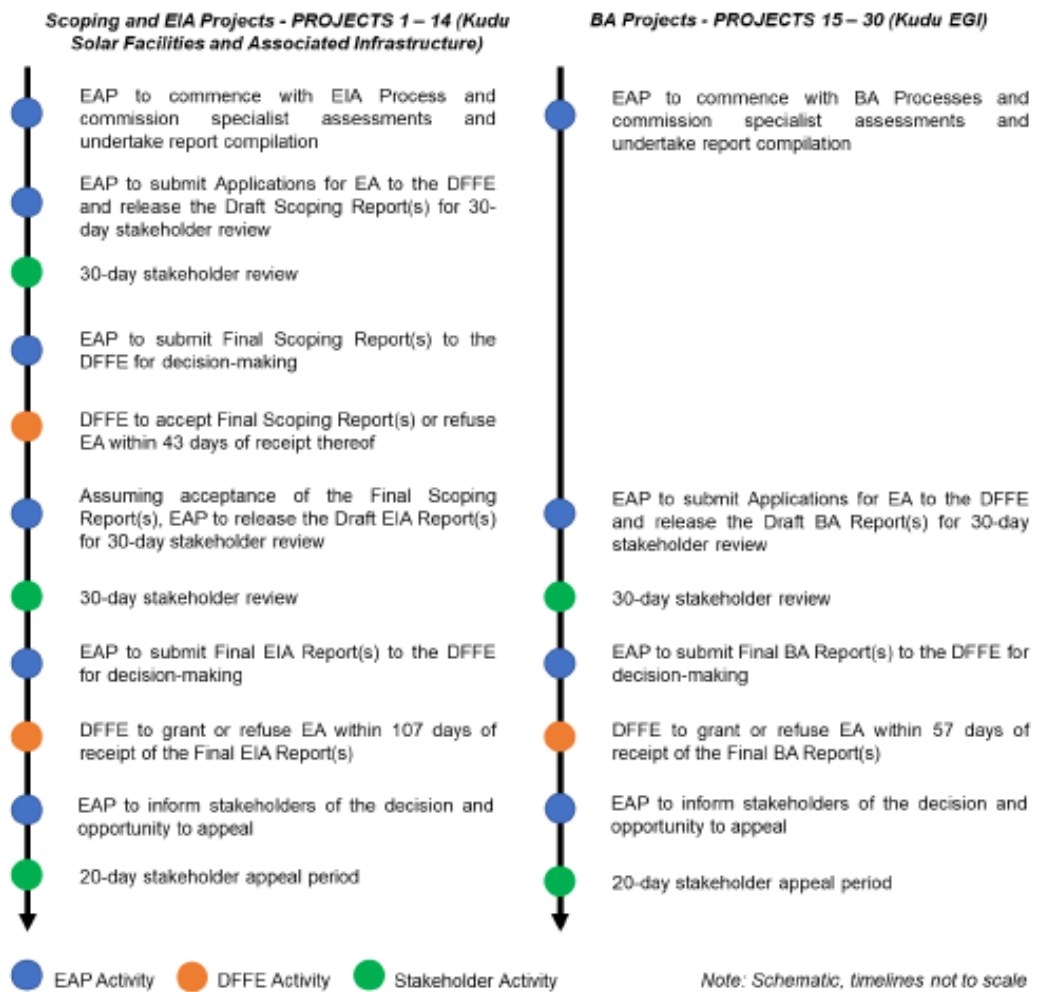 Scoping and EIA Projects - PROJECTS 1 – 14 (Kudu
Solar Facilities and Associated Infrastructure)
EAP to commence with EIA Process and
commission specialist assessments and
undertake report compilation
EAP to submit Applications for EA to the DFFE
and release the Draft Scoping Report(s) for 30-
day stakeholder review
30-day stakeholder review
EAP to submit Final Scoping Report(s) to the
DFFE for decision-making
DFFE to accept Final Scoping Report(s) or refuse
EA within 43 days of receipt thereof
Assuming acceptance of the Final Scoping
Report(s), EAP to release the Draft EIA Report(s)
for 30-day stakeholder review
30-day stakeholder review
EAP to submit Final EIA Report(s) to the DFFE
for decision-making
DFFE to grant or refuse EA within 107 days of
receipt of the Final EIA Report(s)
EAP to inform stakeholders of the decision and
opportunity to appeal
20-day stakeholder appeal period
BA Projects - PROJECTS 15 – 30 (Kudu EGI)
EAP to commence with BA Processes and
commission specialist assessments and
undertake report compilation
EAP to submit Applications for EA to the DFFE
and release the Draft BA Report(s) for 30-day
stakeholder review
30-day stakeholder review
EAP to submit Final BA Report(s) to the DFFE for
decision-making
DFFE to grant or refuse EA within 57 days of
receipt of the Final BA Report(s)
EAP to inform stakeholders of the decision and
opportunity to appeal
20-day stakeholder appeal period
EAP Activity
DFFE Activity
Stakeholder Activity
Note: Schematic, timelines not to scale